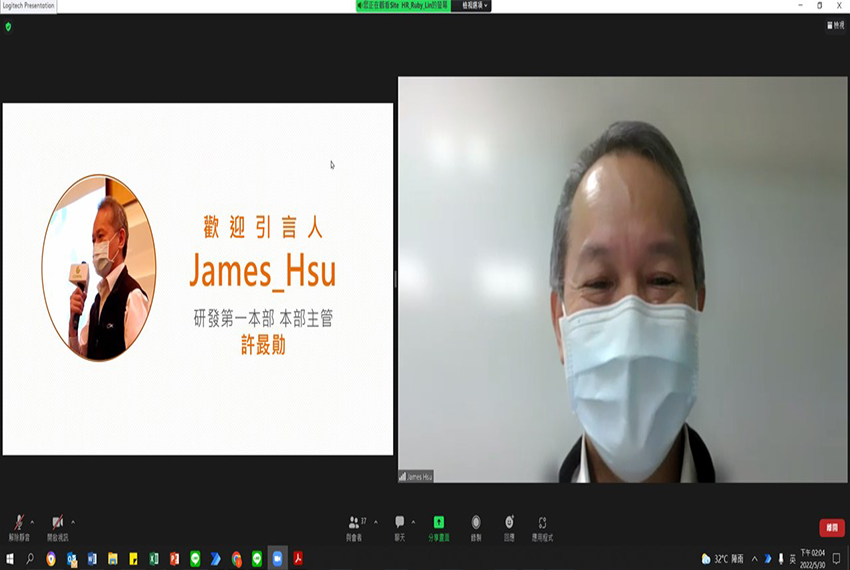 Logitech Presentation
您正在觀看Site HR_Ruby_Lin的螢幕
檢視選項
檢視
歡迎引言人
James_Hsu
研發第一本部 本部主管
許最勛
James Hsu
解除靜音
開啟視訊
37
與會者
聊天
分享畫面
錄製
回應
應用程式
離開
32°C 陣雨
英
下午 02:04
2022/5/30